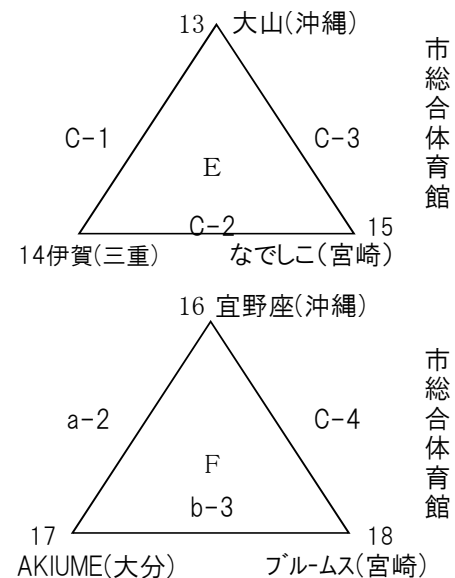 13 大山(沖縄)
C-1
C-3
E
C-2
15
14伊賀(三重)
なでしこ(宮崎)
市総合体育館
16 宜野座(沖縄)
a-2
C-4
F
b-3
17
18
AKIUME(大分)
ブルームス(宮崎)
市総合体育館